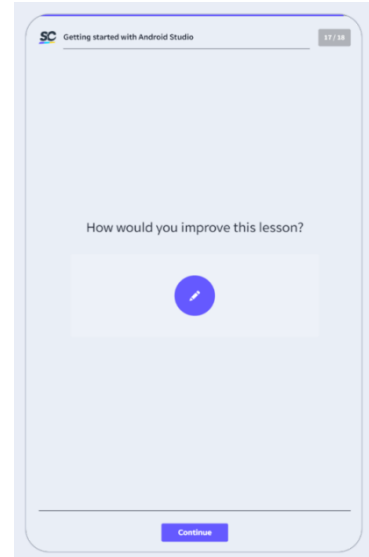 SC
Getting started with Android Studio
17/18
How would you improve this lesson?
Continue